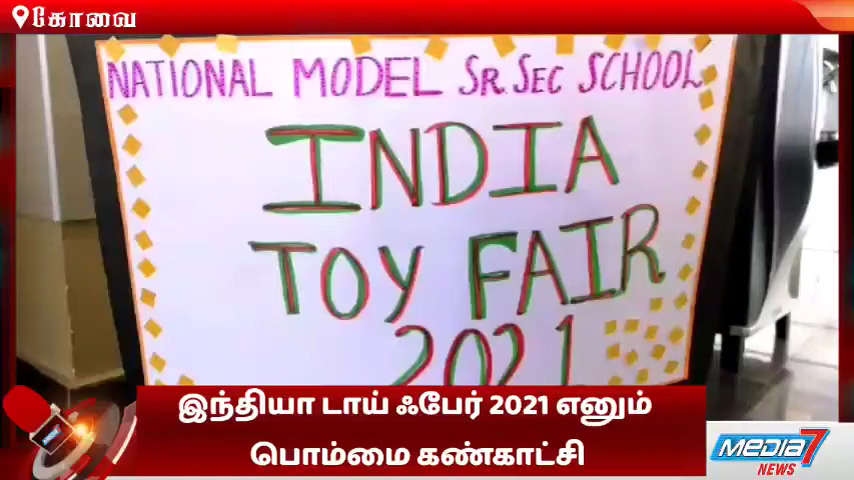 கோவை
NATIONAL MODEL SR. SEC SCHOOL
INDIA
TOY FAIR
2021
இந்தியா டாய் ஃபேர் 2021 எனும்
பொம்மை கண்காட்சி
MEDIA 7
NEWS